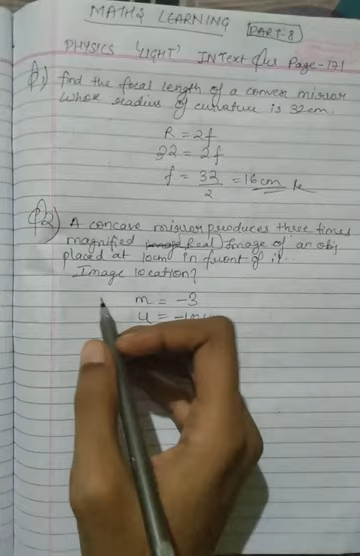 MATHS LEARNING
PART-8
PHYSICS 'LIGHT' INText Qus Page-171
Q1) find the focal length of a convex mirror
whose radius of curvature is 32cm.
R = 2f
32 = 2f
f = 32/2 = 16cm
Q2) A concave mirror produces three times
magnified Real Image of an obj
placed at 10cm in front of it...
Image location?
m = -3
u = -10